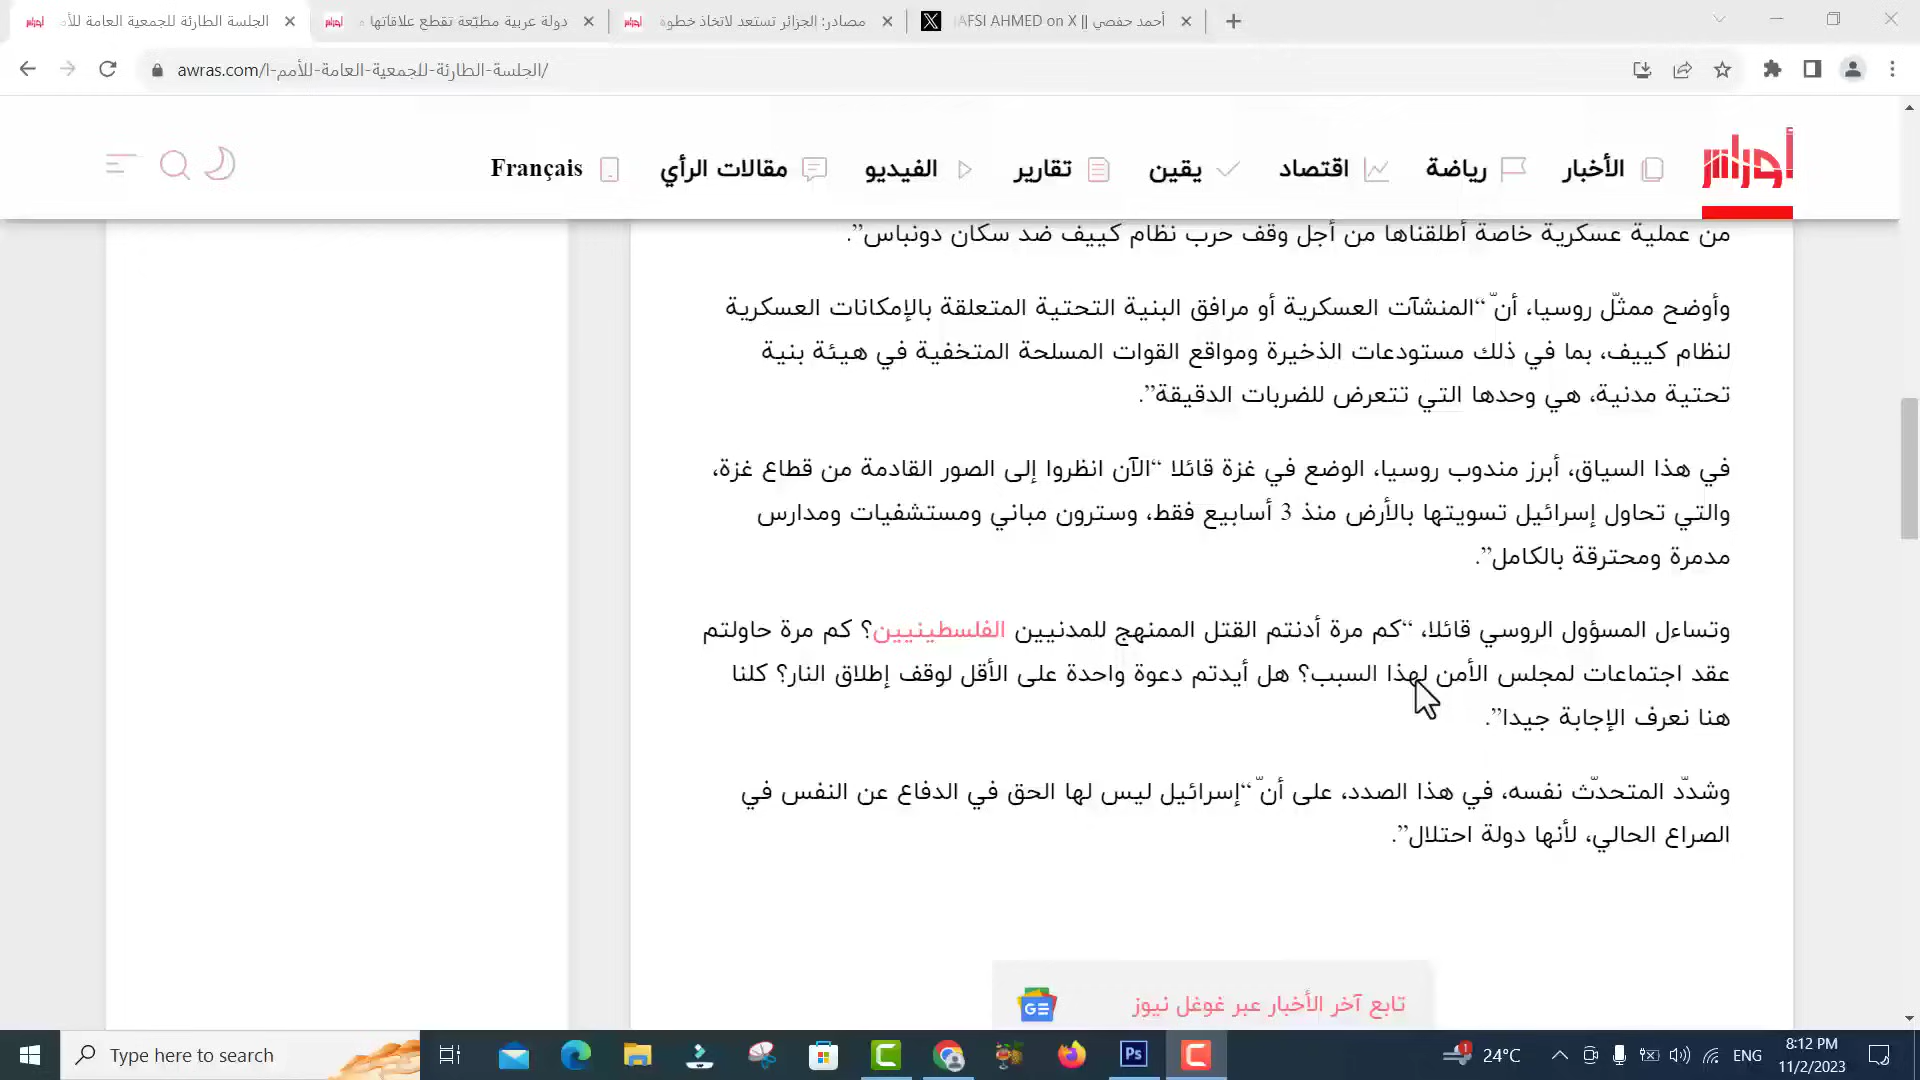 الجلسة الطارئة للجمعية العامة للأم
دولة عربية مطبّعة تقطع علاقاتها
مصادر: الجزائر تستعد لاتخاذ خطوة
أحمد حفصي || AFSI AHMED on X
awras.com/الجلسة-الطارئة-للجمعية-العامة-للأمم-ا/
أوراس
الأخبار
رياضة
اقتصاد
يقين
تقارير
الفيديو
مقالات الرأي
Français
من عملية عسكرية خاصة أطلقناها من أجل وقف حرب نظام كييف ضد سكان دونباس”.
وأوضح ممثّل روسيا، أنّ “المنشآت العسكرية أو مرافق البنية التحتية المتعلقة بالإمكانات العسكرية
لنظام كييف، بما في ذلك مستودعات الذخيرة ومواقع القوات المسلحة المتخفية في هيئة بنية
تحتية مدنية، هي وحدها التي تتعرض للضربات الدقيقة”.
في هذا السياق، أبرز مندوب روسيا، الوضع في غزة قائلا “الآن انظروا إلى الصور القادمة من قطاع غزة،
والتي تحاول إسرائيل تسويتها بالأرض منذ 3 أسابيع فقط، وسترون مباني ومستشفيات ومدارس
مدمرة ومحترقة بالكامل”.
وتساءل المسؤول الروسي قائلا، “كم مرة أدنتم القتل الممنهج للمدنيين الفلسطينيين؟ كم مرة حاولتم
عقد اجتماعات لمجلس الأمن لهذا السبب؟ هل أيدتم دعوة واحدة على الأقل لوقف إطلاق النار؟ كلنا
هنا نعرف الإجابة جيدا”.
وشدّد المتحدّث نفسه، في هذا الصدد، على أنّ “إسرائيل ليس لها الحق في الدفاع عن النفس في
الصراع الحالي، لأنها دولة احتلال”.
تابع آخر الأخبار عبر غوغل نيوز
GE
Type here to search
Ps
1
24°C
ENG
8:12 PM
11/2/2023